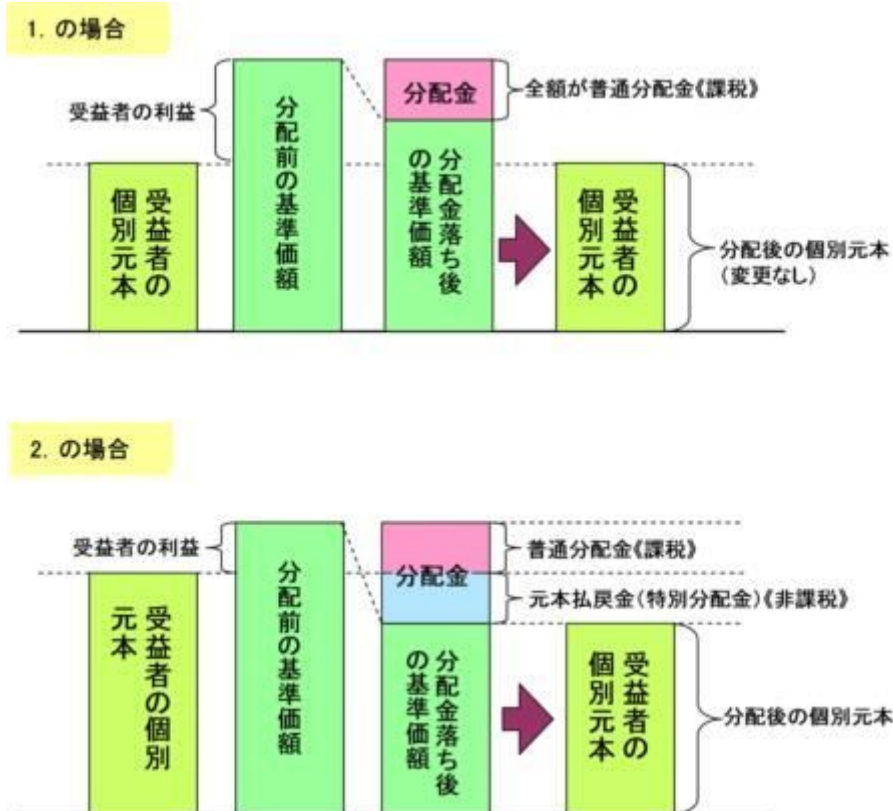 1. の場合
受益者の利益
受益者の
個別元本
分配前の基準価額
分配金
分配金落ち後
の基準価額
全額が普通分配金《課税》
受益者の
個別元本
分配後の個別元本
(変更なし)
2. の場合
受益者の利益
受益者の個別
元本
分配前の基準価額
分配金
分配金落ち後
の基準価額
普通分配金《課税》
元本払戻金(特別分配金)《非課税》
受益者の
個別元本
分配後の個別元本